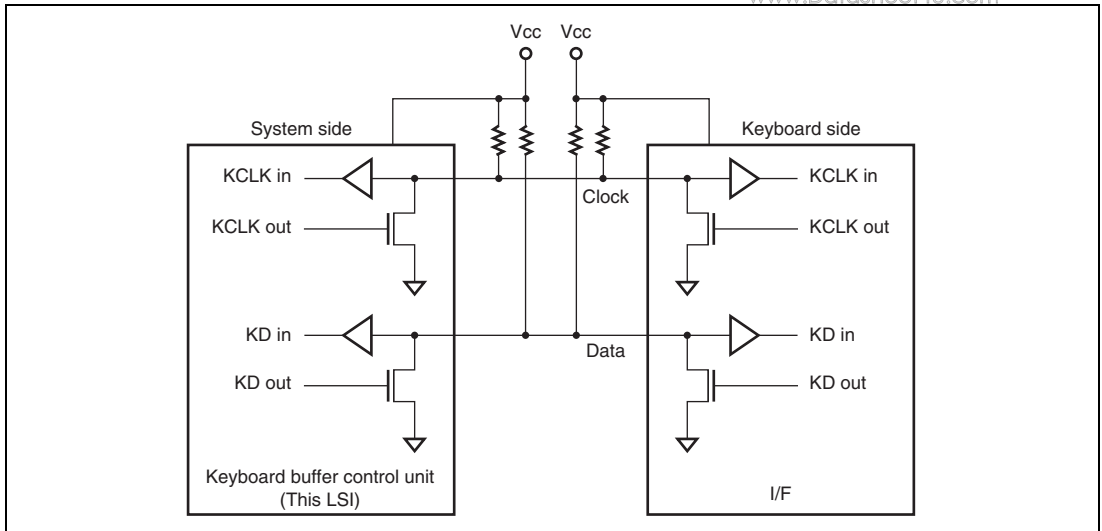 Vcc Vcc
System side
Keyboard side
KCLK in
KCLK in
Clock
KCLK out
KCLK out
KD in
KD in
Data
KD out
KD out
Keyboard buffer control unit
(This LSI)
I/F